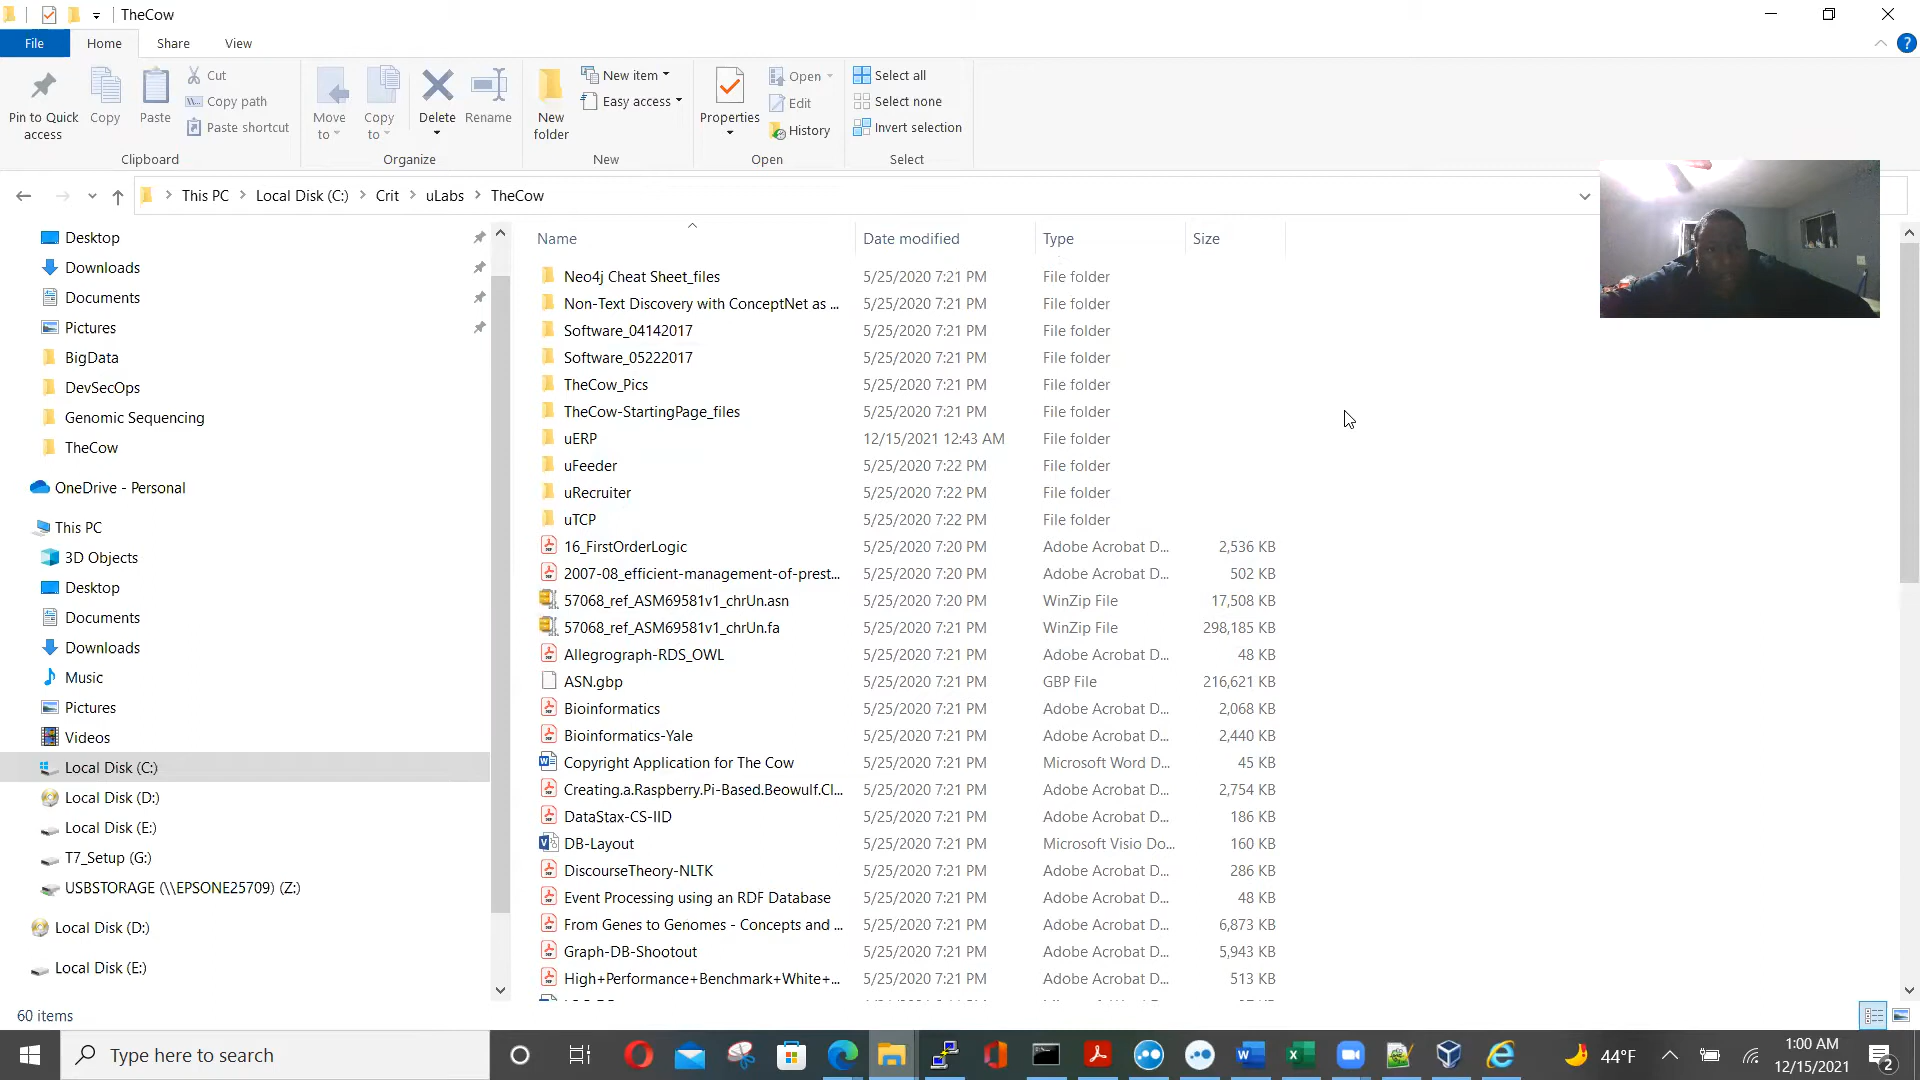 TheCow
File Home Share View
Pin to Quick access
Copy
Paste
Cut
Copy path
Paste shortcut
Clipboard
Move to
Copy to
Delete
Rename
Organize
New folder
New item
Easy access
New
Properties
Open
Edit
History
Open
Select all
Select none
Invert selection
Select
This PC Local Disk (C:) Crit uLabs TheCow
Desktop
Downloads
Documents
Pictures
BigData
DevSecOps
Genomic Sequencing
TheCow
OneDrive - Personal
This PC
3D Objects
Desktop
Documents
Downloads
Music
Pictures
Videos
Local Disk (C:)
Local Disk (D:)
Local Disk (E:)
T7_Setup (G:)
USBSTORAGE (\\EPSONE25709) (Z:)
Local Disk (D:)
Local Disk (E:)
Name Date modified Type Size
Neo4j Cheat Sheet_files 5/25/2020 7:21 PM File folder
Non-Text Discovery with ConceptNet as ... 5/25/2020 7:21 PM File folder
Software_04142017 5/25/2020 7:21 PM File folder
Software_05222017 5/25/2020 7:21 PM File folder
TheCow_Pics 5/25/2020 7:21 PM File folder
TheCow-StartingPage_files 5/25/2020 7:21 PM File folder
uERP 12/15/2021 12:43 AM File folder
uFeeder 5/25/2020 7:22 PM File folder
uRecruiter 5/25/2020 7:22 PM File folder
uTCP 5/25/2020 7:22 PM File folder
16_FirstOrderLogic 5/25/2020 7:20 PM Adobe Acrobat D... 2,536 KB
2007-08_efficient-management-of-prest... 5/25/2020 7:20 PM Adobe Acrobat D... 502 KB
57068_ref_ASM69581v1_chrUn.asn 5/25/2020 7:20 PM WinZip File 17,508 KB
57068_ref_ASM69581v1_chrUn.fa 5/25/2020 7:21 PM WinZip File 298,185 KB
Allegrograph-RDS_OWL 5/25/2020 7:21 PM Adobe Acrobat D... 48 KB
ASN.gbp 5/25/2020 7:21 PM GBP File 216,621 KB
Bioinformatics 5/25/2020 7:21 PM Adobe Acrobat D... 2,068 KB
Bioinformatics-Yale 5/25/2020 7:21 PM Adobe Acrobat D... 2,440 KB
Copyright Application for The Cow 5/25/2020 7:21 PM Microsoft Word D... 45 KB
Creating.a.Raspberry.Pi-Based.Beowulf.Cl... 5/25/2020 7:21 PM Adobe Acrobat D... 2,754 KB
DataStax-CS-IID 5/25/2020 7:21 PM Adobe Acrobat D... 186 KB
DB-Layout 5/25/2020 7:21 PM Microsoft Visio Do... 160 KB
DiscourseTheory-NLTK 5/25/2020 7:21 PM Adobe Acrobat D... 286 KB
Event Processing using an RDF Database 5/25/2020 7:21 PM Adobe Acrobat D... 48 KB
From Genes to Genomes - Concepts and ... 5/25/2020 7:21 PM Adobe Acrobat D... 6,873 KB
Graph-DB-Shootout 5/25/2020 7:21 PM Adobe Acrobat D... 5,943 KB
High+Performance+Benchmark+White+... 5/25/2020 7:21 PM Adobe Acrobat D... 513 KB
60 items
Type here to search
44°F
1:00 AM
12/15/2021
2